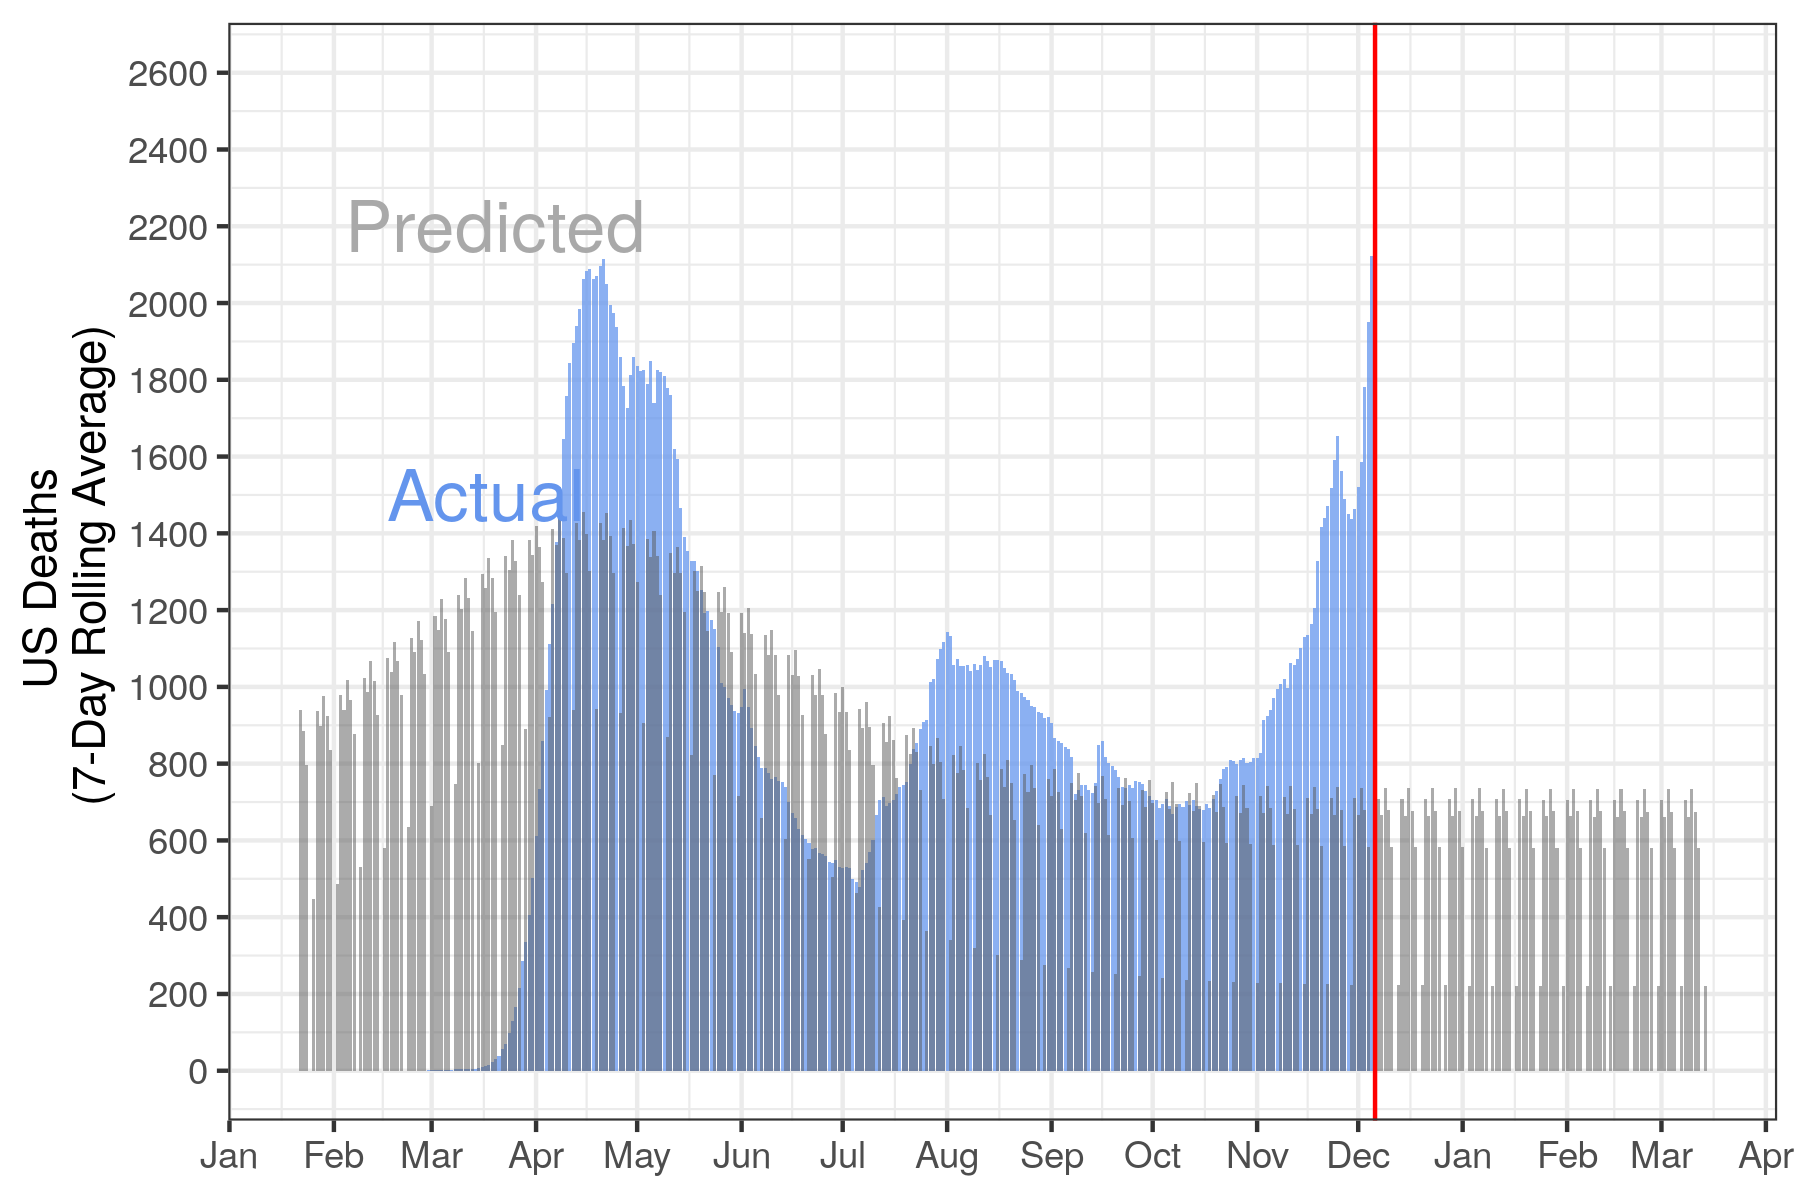 2600
2400
2200
2000
1800
1600
1400
1200
1000
800
600
400
200
0
US Deaths
(7-Day Rolling Average)
Predicted
Actual
Jan Feb Mar Apr May Jun Jul Aug Sep Oct Nov Dec Jan Feb Mar Apr